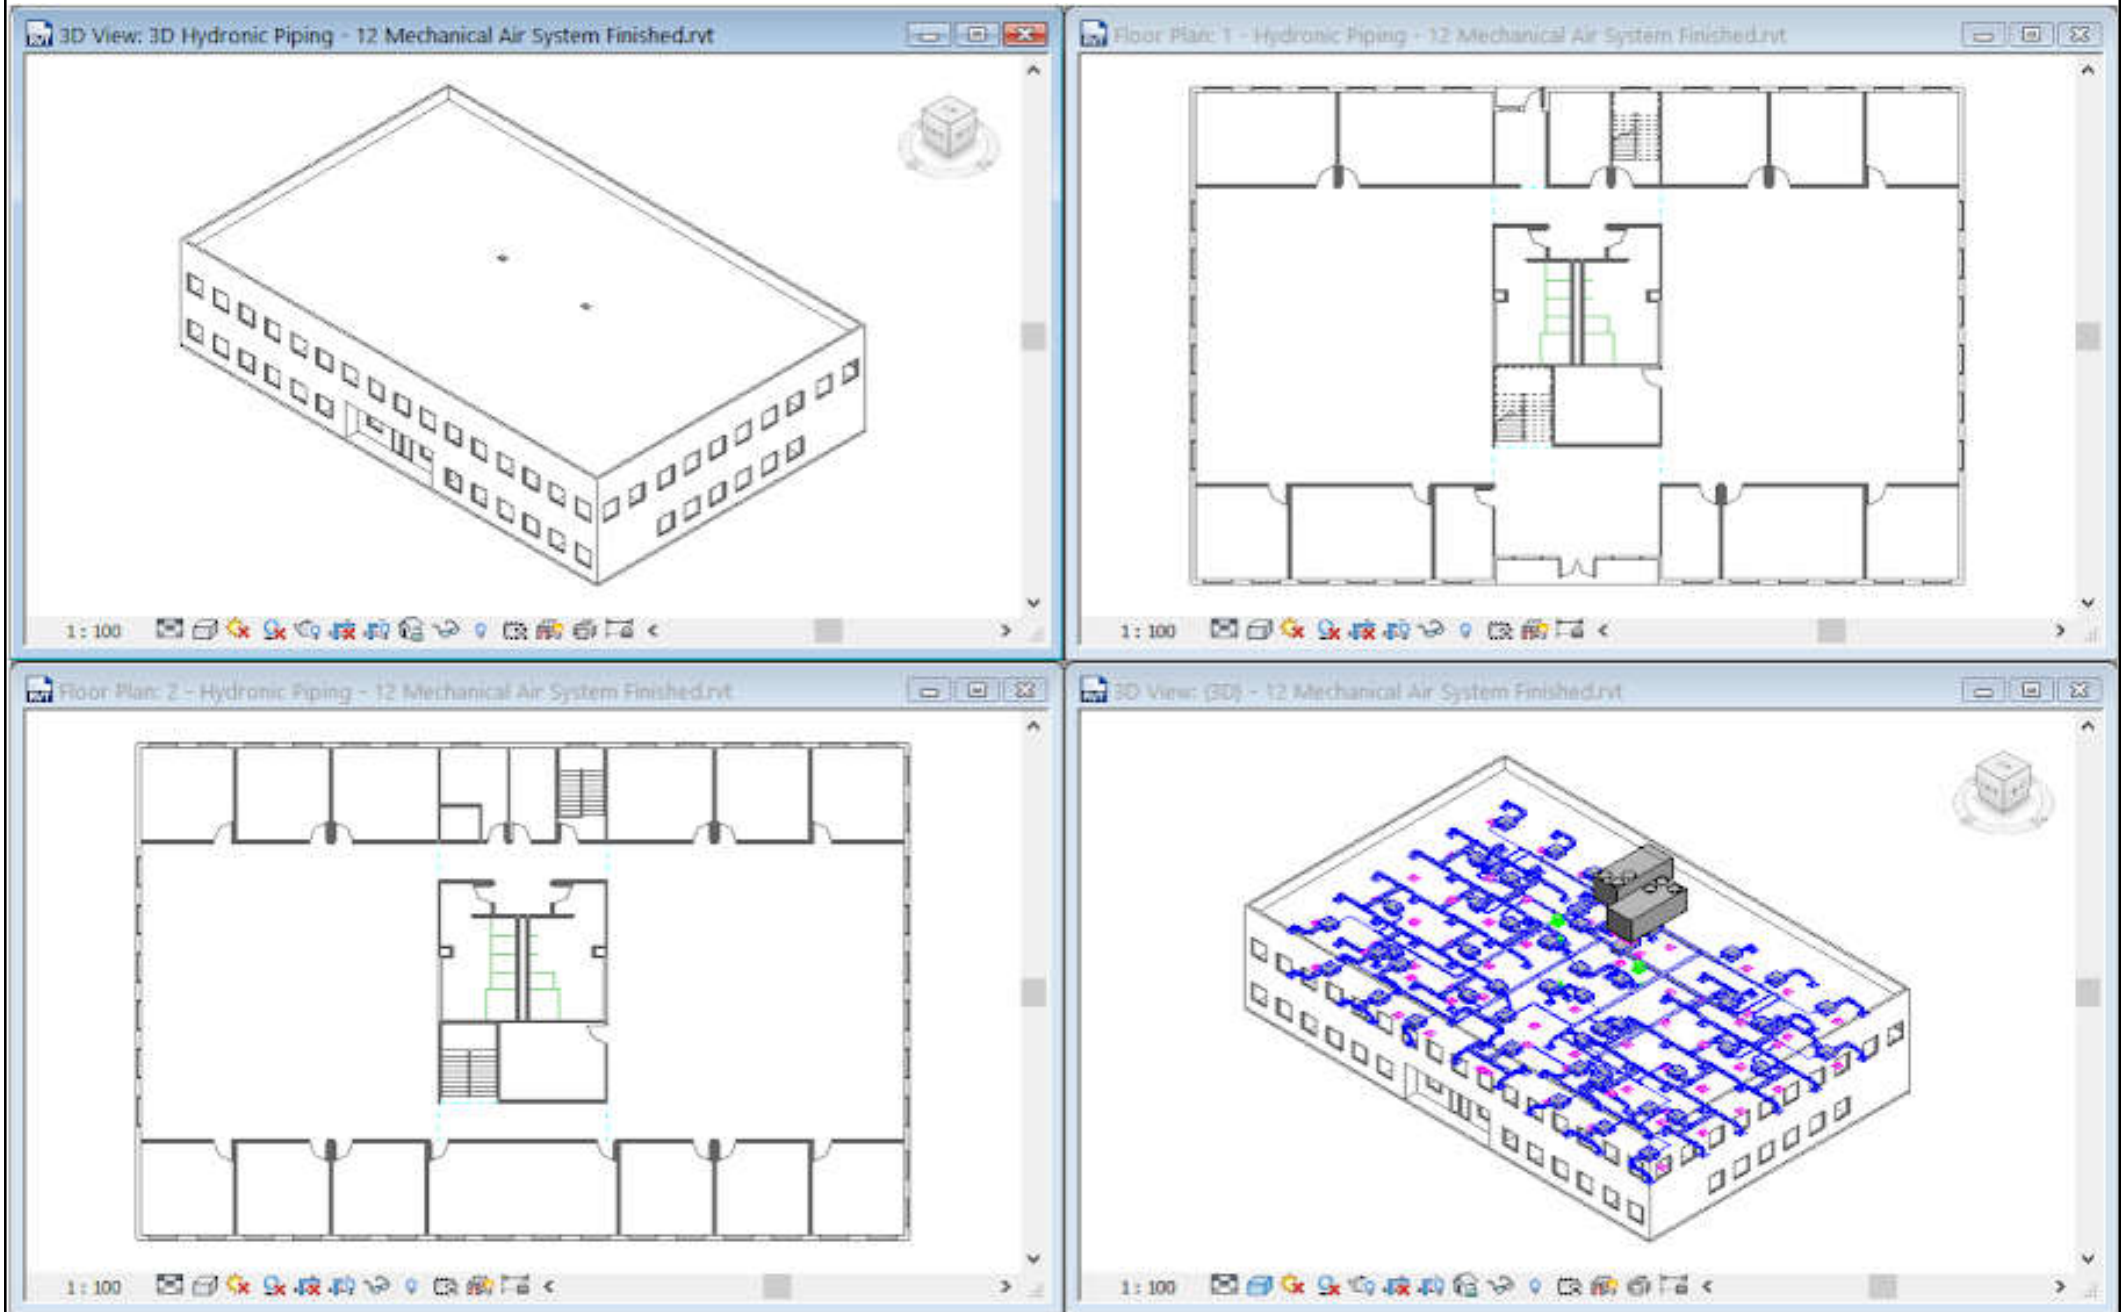 3D View: 3D Hydronic Piping - 12 Mechanical Air System Finished.rvt
Floor Plan: 1 - Hydronic Piping - 12 Mechanical Air System Finished.rvt
1 : 100
1 : 100
Floor Plan: 2 - Hydronic Piping - 12 Mechanical Air System Finished.rvt
3D View: {3D} - 12 Mechanical Air System Finished.rvt
1 : 100
1 : 100